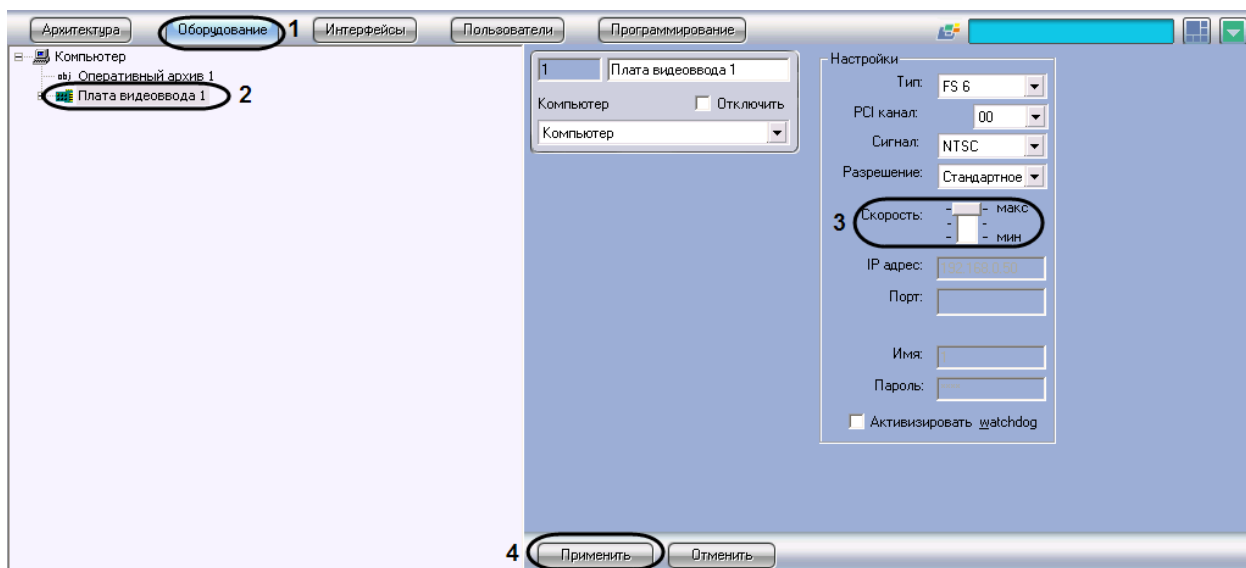 Архитектура Оборудование 1 Интерфейсы Пользователи Программирование
Компьютер
obj Оперативный архив 1
Плата видеоввода 1 2
1 Плата видеоввода 1
Компьютер Отключить
Компьютер
Настройки
Тип: FS 6
PCI канал: 00
Сигнал: NTSC
Разрешение: Стандартное
3 Скорость: - - макс
- -
- - мин
IP адрес:
Порт:
Имя:
Пароль:
Активизировать watchdog
4 Применить Отменить